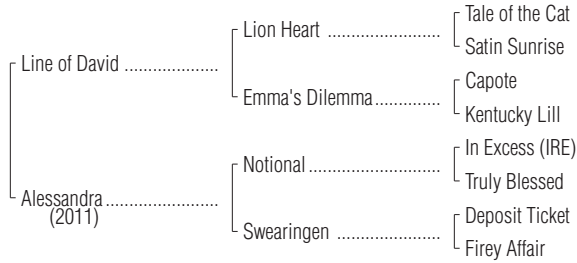 Tale of the Cat
Lion Heart ....................
Satin Sunrise
Line of David .....................
Capote
Emma's Dilemma ..............
Kentucky Lill
In Excess (IRE)
Notional .......................
Truly Blessed
Alessandra .........................
(2011)
Deposit Ticket
Swearingen ..................
Firey Affair